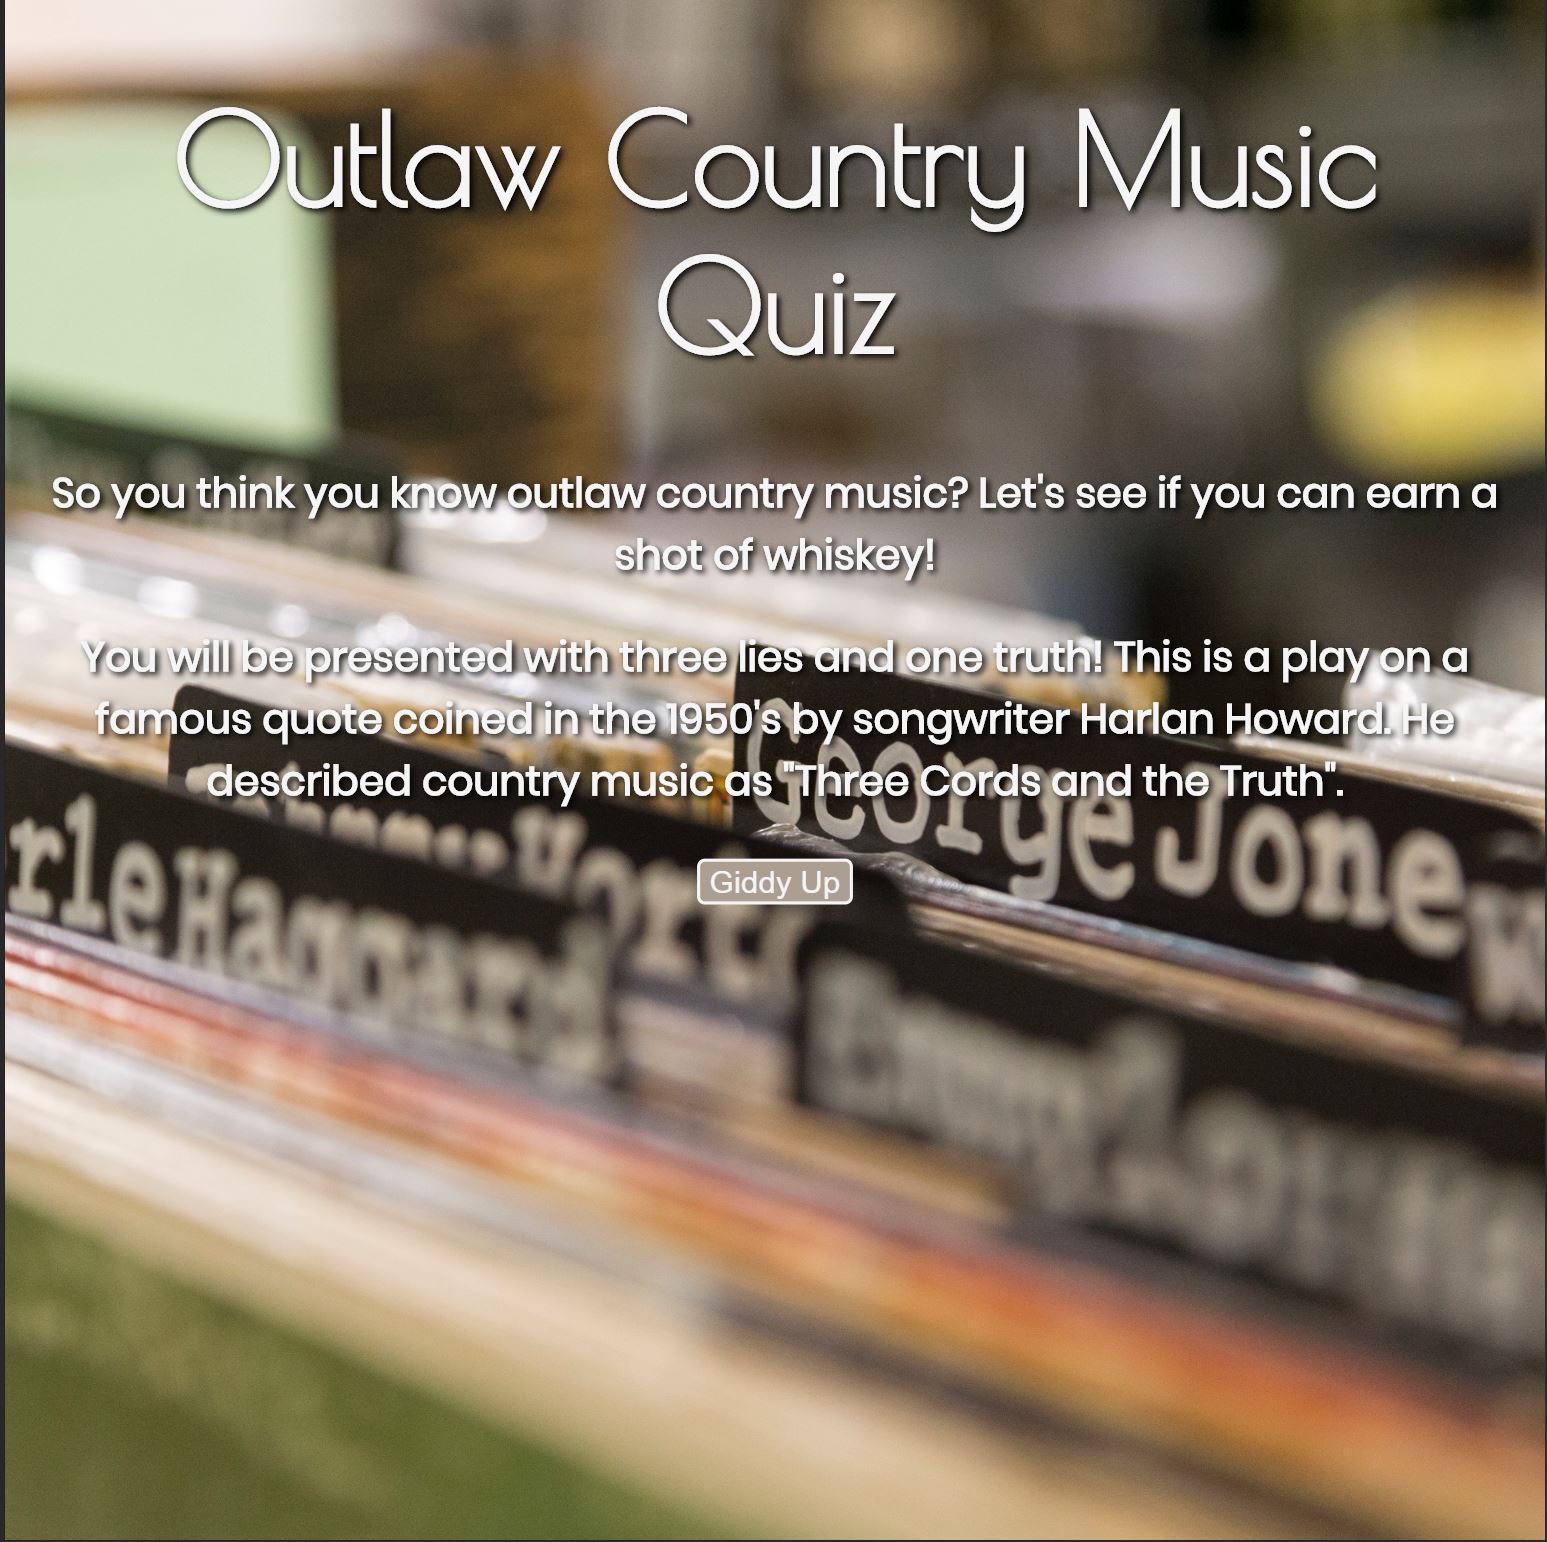 Outlaw Country Music
Quiz
So you think you know outlaw country music? Let's see if you can earn a
shot of whiskey!
You will be presented with three lies and one truth! This is a play on a
famous quote coined in the 1950's by songwriter Harlan Howard. He
described country music as "Three Cords and the Truth".
Giddy Up
George Jone
rle Haggard